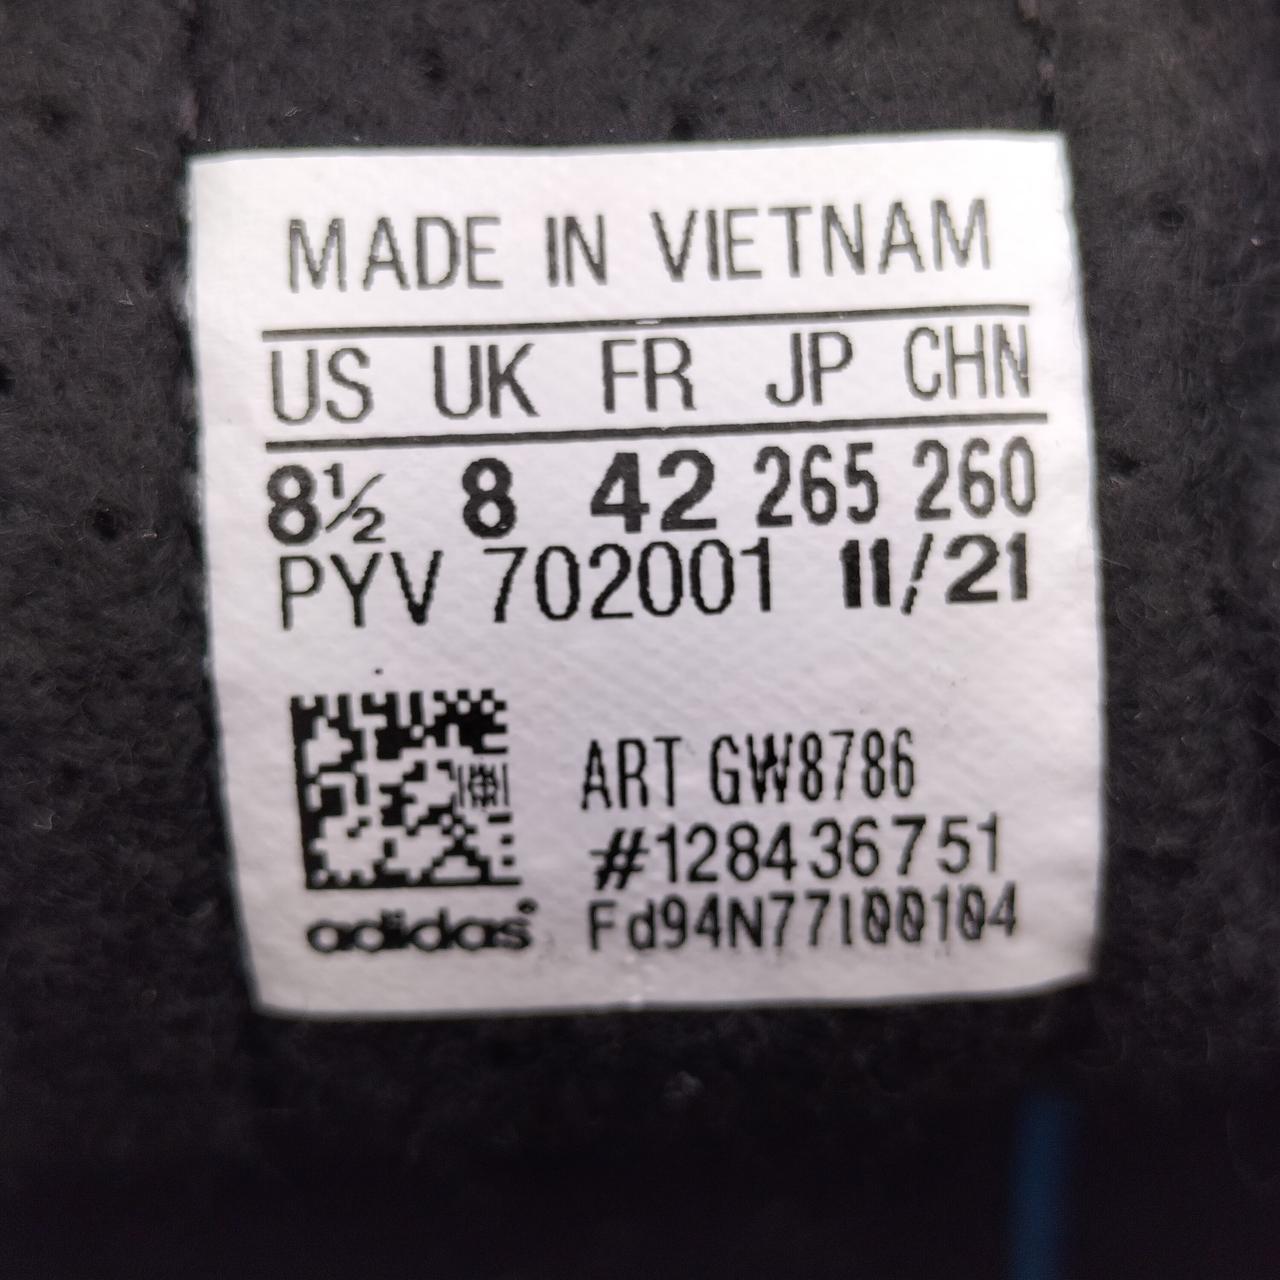 MADE IN VIETNAM
US UK FR JP CHN
8½ 8 42 265 260
PYV 702001 11/21
ART GW8786
#128436751
Fd94N77100104
adidas